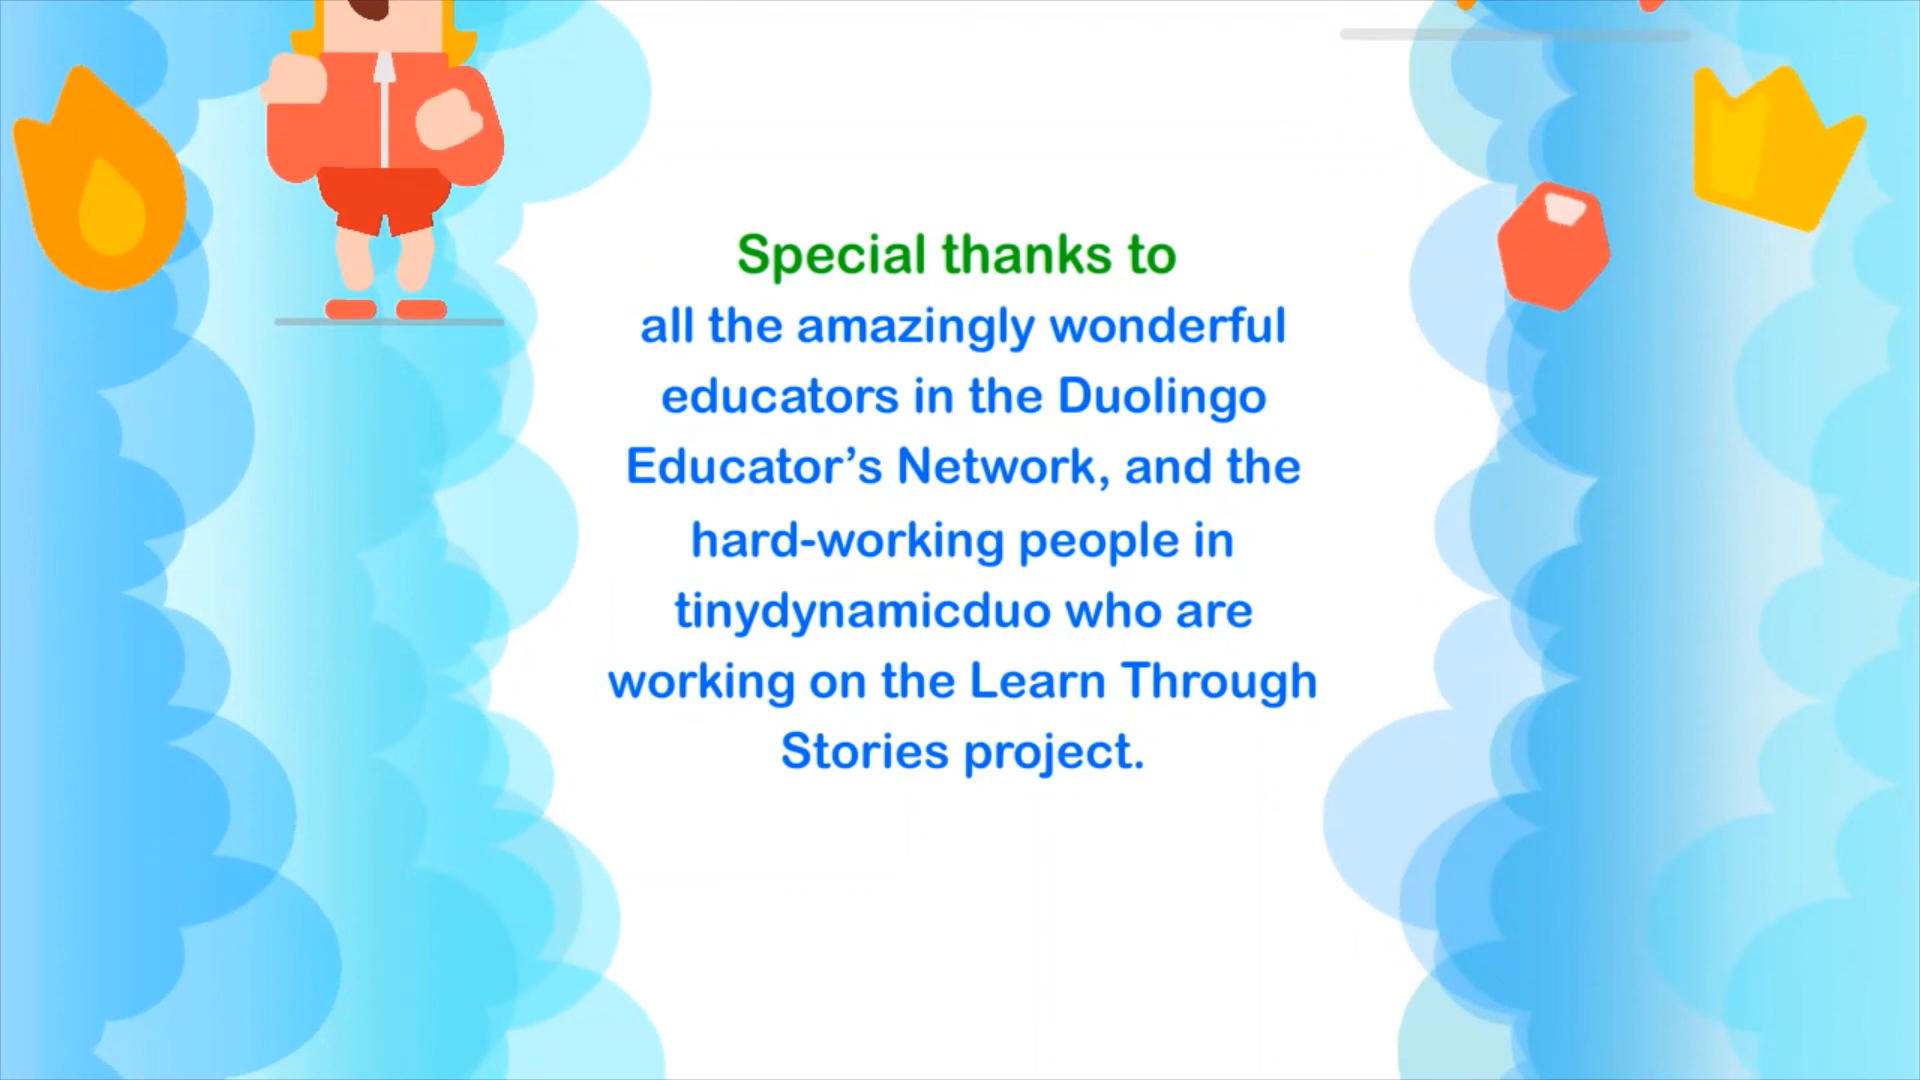 Special thanks to
all the amazingly wonderful
educators in the Duolingo
Educator’s Network, and the
hard-working people in
tinydynamicduo who are
working on the Learn Through
Stories project.